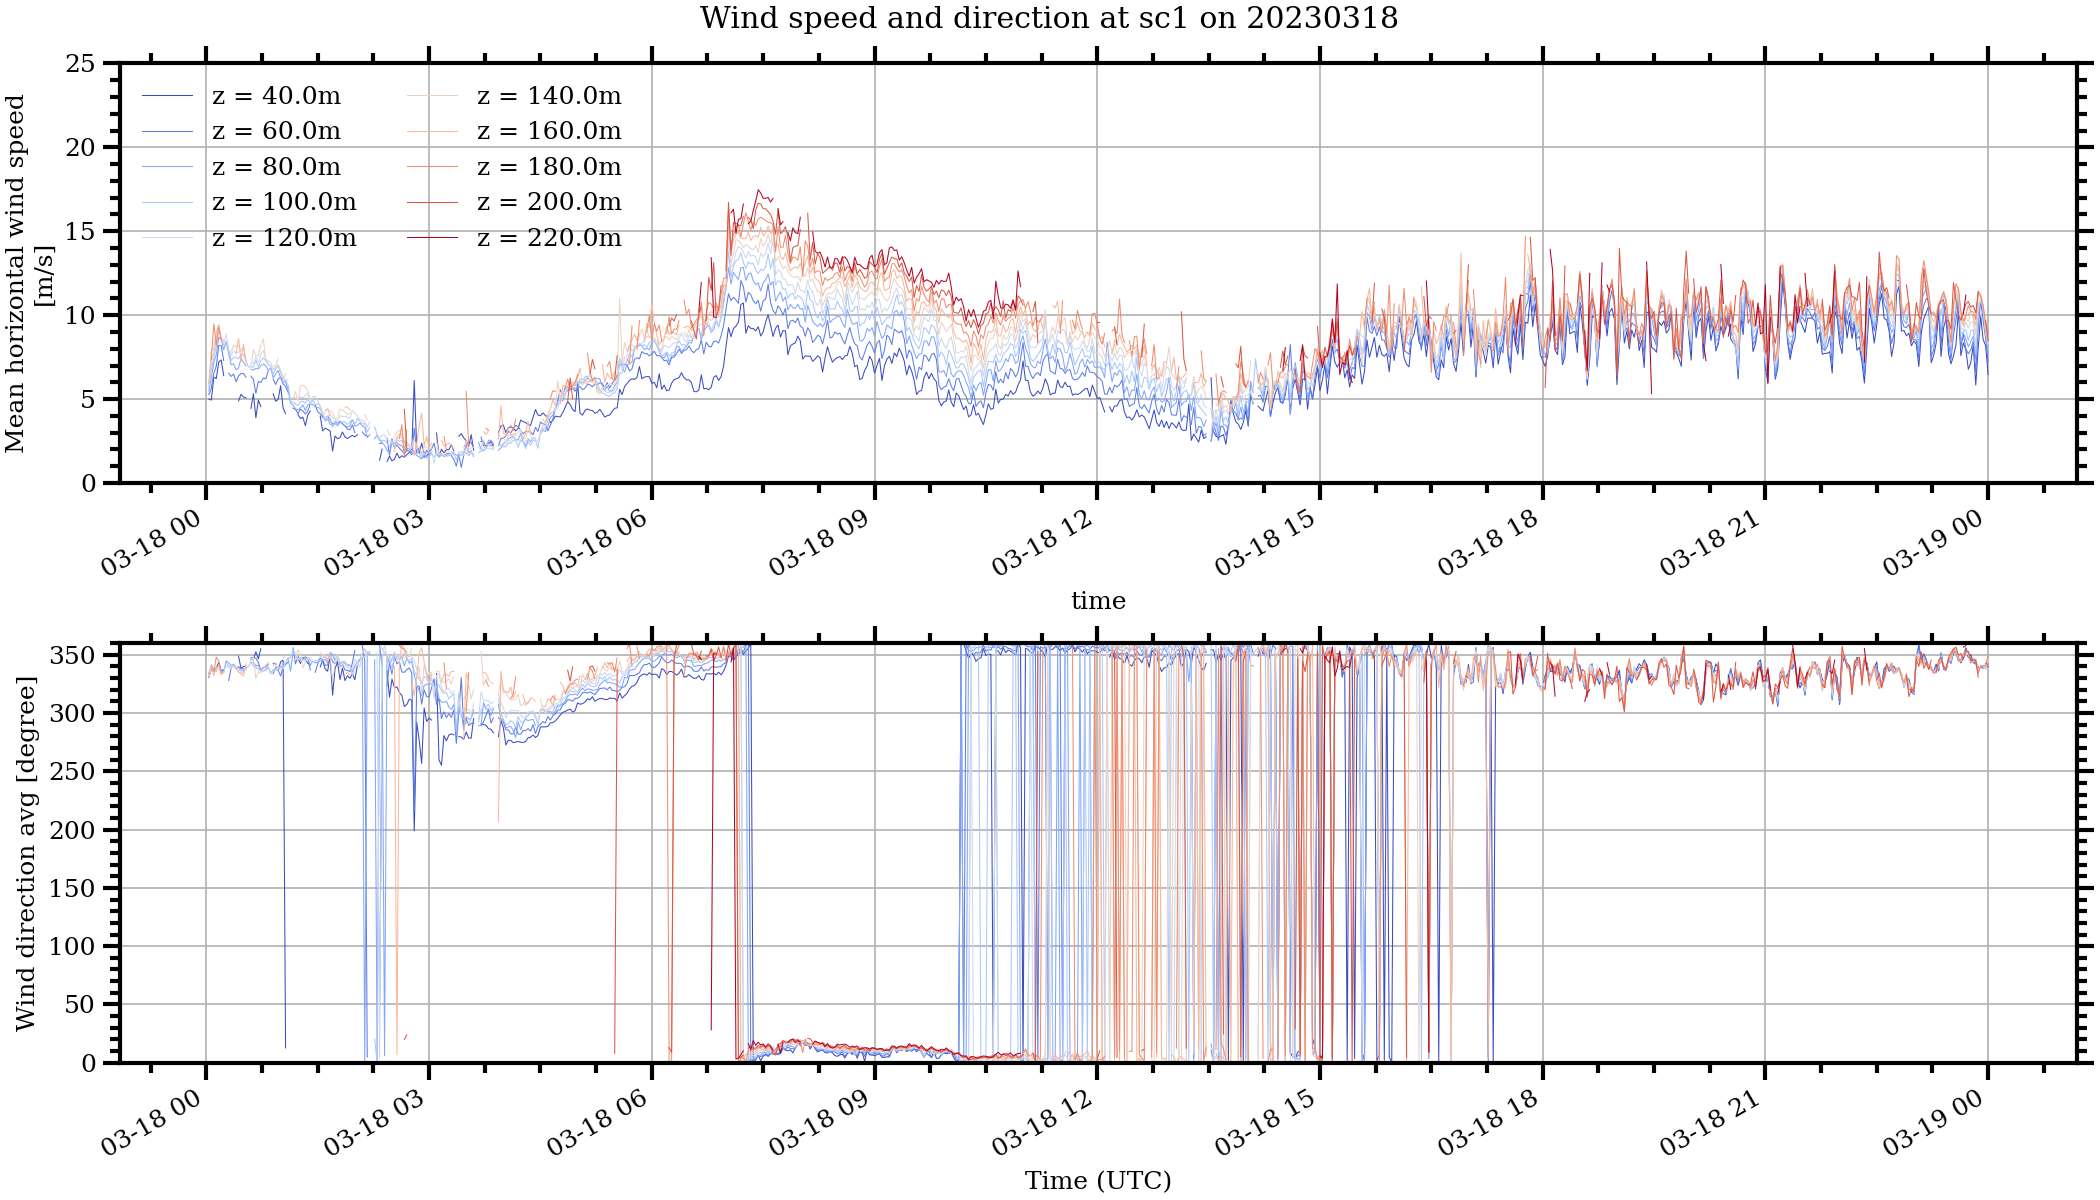 Wind speed and direction at sc1 on 20230318
Mean horizontal wind speed
[m/s]
25
20
15
10
5
0
z = 40.0m
z = 60.0m
z = 80.0m
z = 100.0m
z = 120.0m
z = 140.0m
z = 160.0m
z = 180.0m
z = 200.0m
z = 220.0m
03-18 00
03-18 03
03-18 06
03-18 09
03-18 12
03-18 15
03-18 18
03-18 21
03-19 00
time
Wind direction avg [degree]
350
300
250
200
150
100
50
0
03-18 00
03-18 03
03-18 06
03-18 09
03-18 12
03-18 15
03-18 18
03-18 21
03-19 00
Time (UTC)